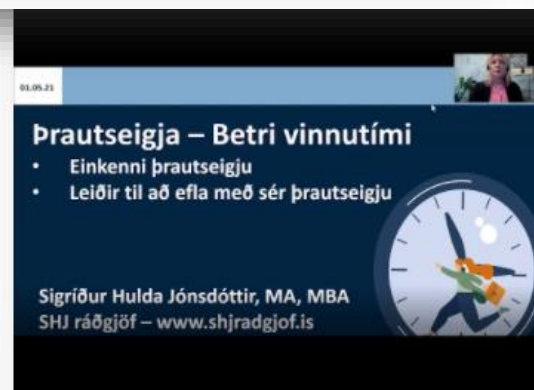 01.05.21
Þrautseigja – Betri vinnutími
• Einkenni þrautseigju
• Leiðir til að efla með sér þrautseigju
Sigríður Hulda Jónsdóttir, MA, MBA
SHJ ráðgjöf – www.shjradgjof.is